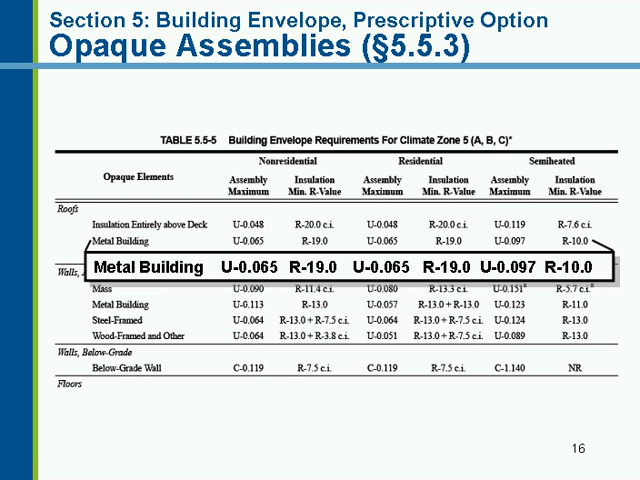 Section 5: Building Envelope, Prescriptive Option
Opaque Assemblies (§5.5.3)
TABLE 5.5-5 Building Envelope Requirements For Climate Zone 5 (A, B, C)*
Nonresidential Residential Semiheated
Opaque Elements Assembly Maximum Insulation Min. R-Value Assembly Maximum Insulation Min. R-Value Assembly Maximum Insulation Min. R-Value
Roofs
Insulation Entirely above Deck U-0.048 R-20.0 c.i. U-0.048 R-20.0 c.i. U-0.119 R-7.6 c.i.
Metal Building U-0.065 R-19.0 U-0.065 R-19.0 U-0.097 R-10.0
Metal Building U-0.065 R-19.0 U-0.065 R-19.0 U-0.097 R-10.0
Walls,
Mass U-0.090 R-11.4 c.i. U-0.080 R-13.3 c.i. U-0.151a R-5.7 c.i.a
Metal Building U-0.113 R-13.0 U-0.057 R-13.0 + R-13.0 U-0.123 R-11.0
Steel-Framed U-0.064 R-13.0 + R-7.5 c.i. U-0.064 R-13.0 + R-7.5 c.i. U-0.124 R-13.0
Wood-Framed and Other U-0.064 R-13.0 + R-3.8 c.i. U-0.051 R-13.0 + R-7.5 c.i. U-0.089 R-13.0
Walls, Below-Grade
Below-Grade Wall C-0.119 R-7.5 c.i. C-0.119 R-7.5 c.i. C-1.140 NR
Floors
16